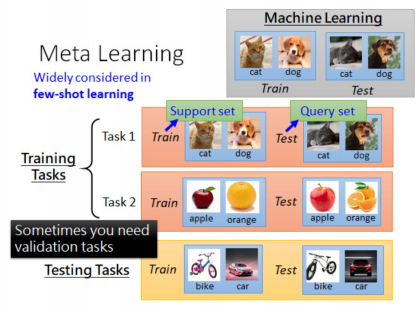 Machine Learning
cat
dog
cat
dog
Train
Test
Meta Learning
Widely considered in
few-shot learning
Support set
Query set
Training
Tasks
Task 1
Train
cat
dog
Test
cat
dog
Task 2
Train
apple
orange
Test
apple
orange
Sometimes you need
validation tasks
Testing Tasks
Train
bike
car
Test
bike
car